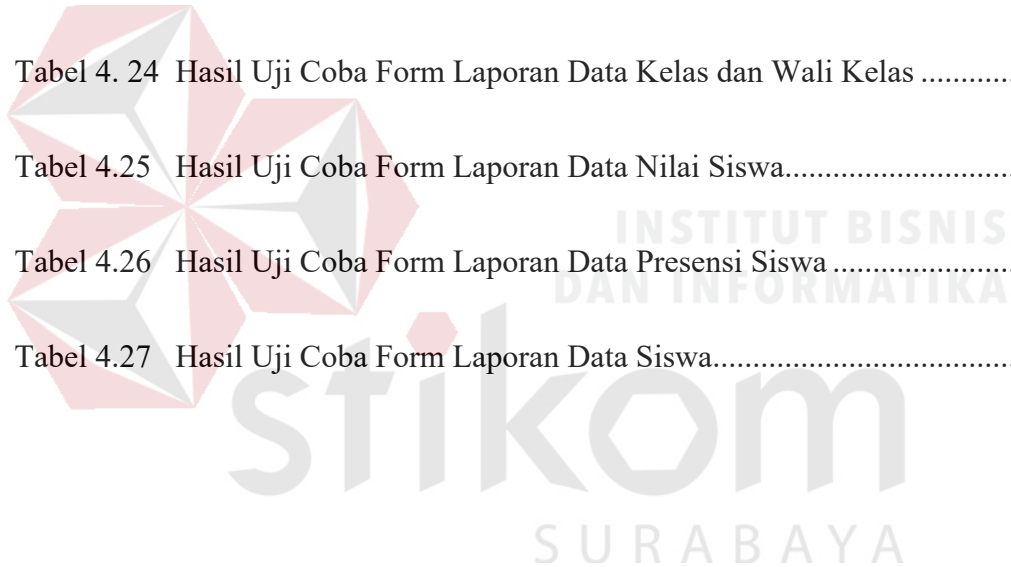 Tabel 4. 24 Hasil Uji Coba Form Laporan Data Kelas dan Wali Kelas ............
Tabel 4.25 Hasil Uji Coba Form Laporan Data Nilai Siswa.............................
INSTITUT BISNIS
Tabel 4.26 Hasil Uji Coba Form Laporan Data Presensi Siswa .......................
DAN INFORMATIKA
Tabel 4.27 Hasil Uji Coba Form Laporan Data Siswa.....................................
stikom
SURABAYA